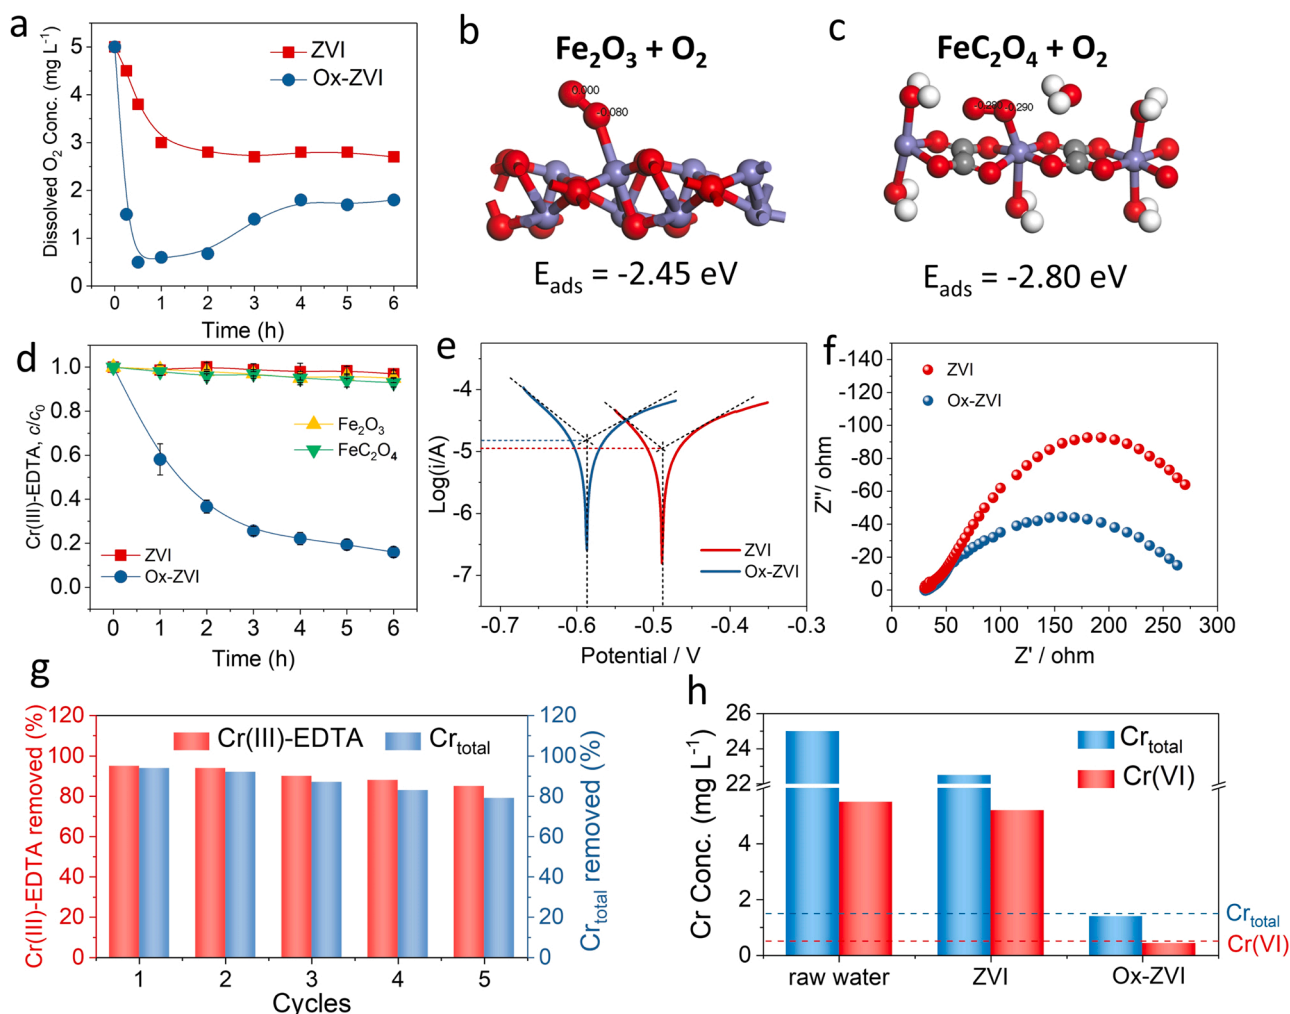 a
Dissolved O₂ Conc. (mg L⁻¹)
5
4
3
2
1
0
ZVI
Ox-ZVI
0 1 2 3 4 5 6
Time (h)
b
Fe₂O₃ + O₂
0.000
-0.080
E_ads = -2.45 eV
c
FeC₂O₄ + O₂
-0.280
-0.290
E_ads = -2.80 eV
d
Cr(III)-EDTA, c/c₀
1.0
0.8
0.6
0.4
0.2
0.0
Fe₂O₃
FeC₂O₄
ZVI
Ox-ZVI
0 1 2 3 4 5 6
Time (h)
e
Log(i/A)
-4
-5
-6
-7
ZVI
Ox-ZVI
-0.7 -0.6 -0.5 -0.4 -0.3
Potential / V
f
Z"/ ohm
-140
-120
-100
-80
-60
-40
-20
0
ZVI
Ox-ZVI
0 50 100 150 200 250 300
Z' / ohm
g
Cr(III)-EDTA removed (%)
120
100
80
60
40
20
0
Cr(III)-EDTA Cr_total
1 2 3 4 5
Cycles
120
100
80
60
40
20
0
Cr_total removed (%)
h
Cr Conc. (mg L⁻¹)
26
24
22
4
2
0
Cr_total
Cr(VI)
Cr_total
Cr(VI)
raw water ZVI Ox-ZVI